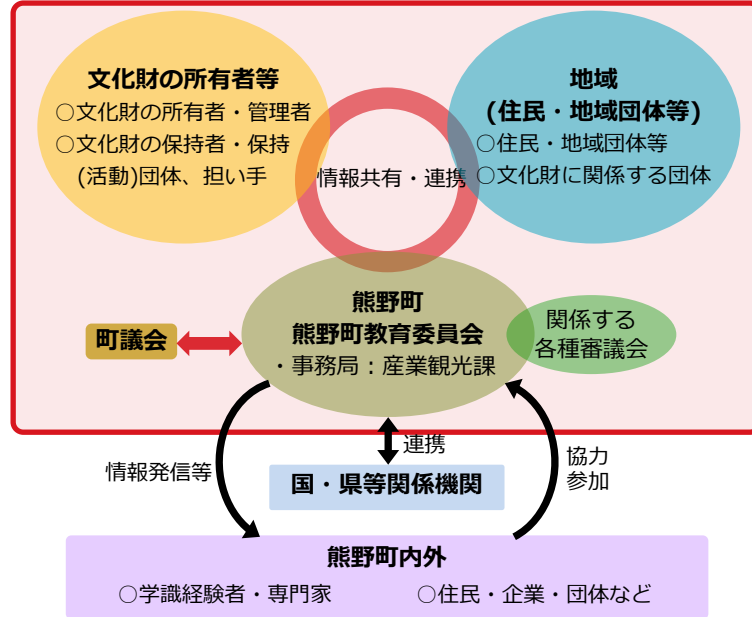 文化財の所有者等
○文化財の所有者・管理者
○文化財の保持者・保持
(活動)団体、担い手
地域
(住民・地域団体等)
○住民・地域団体等
○文化財に関係する団体
情報共有・連携
熊野町
熊野町教育委員会
・事務局：産業観光課
町議会
関係する
各種審議会
情報発信等
連携
協力
参加
国・県等関係機関
熊野町内外
○学識経験者・専門家
○住民・企業・団体など